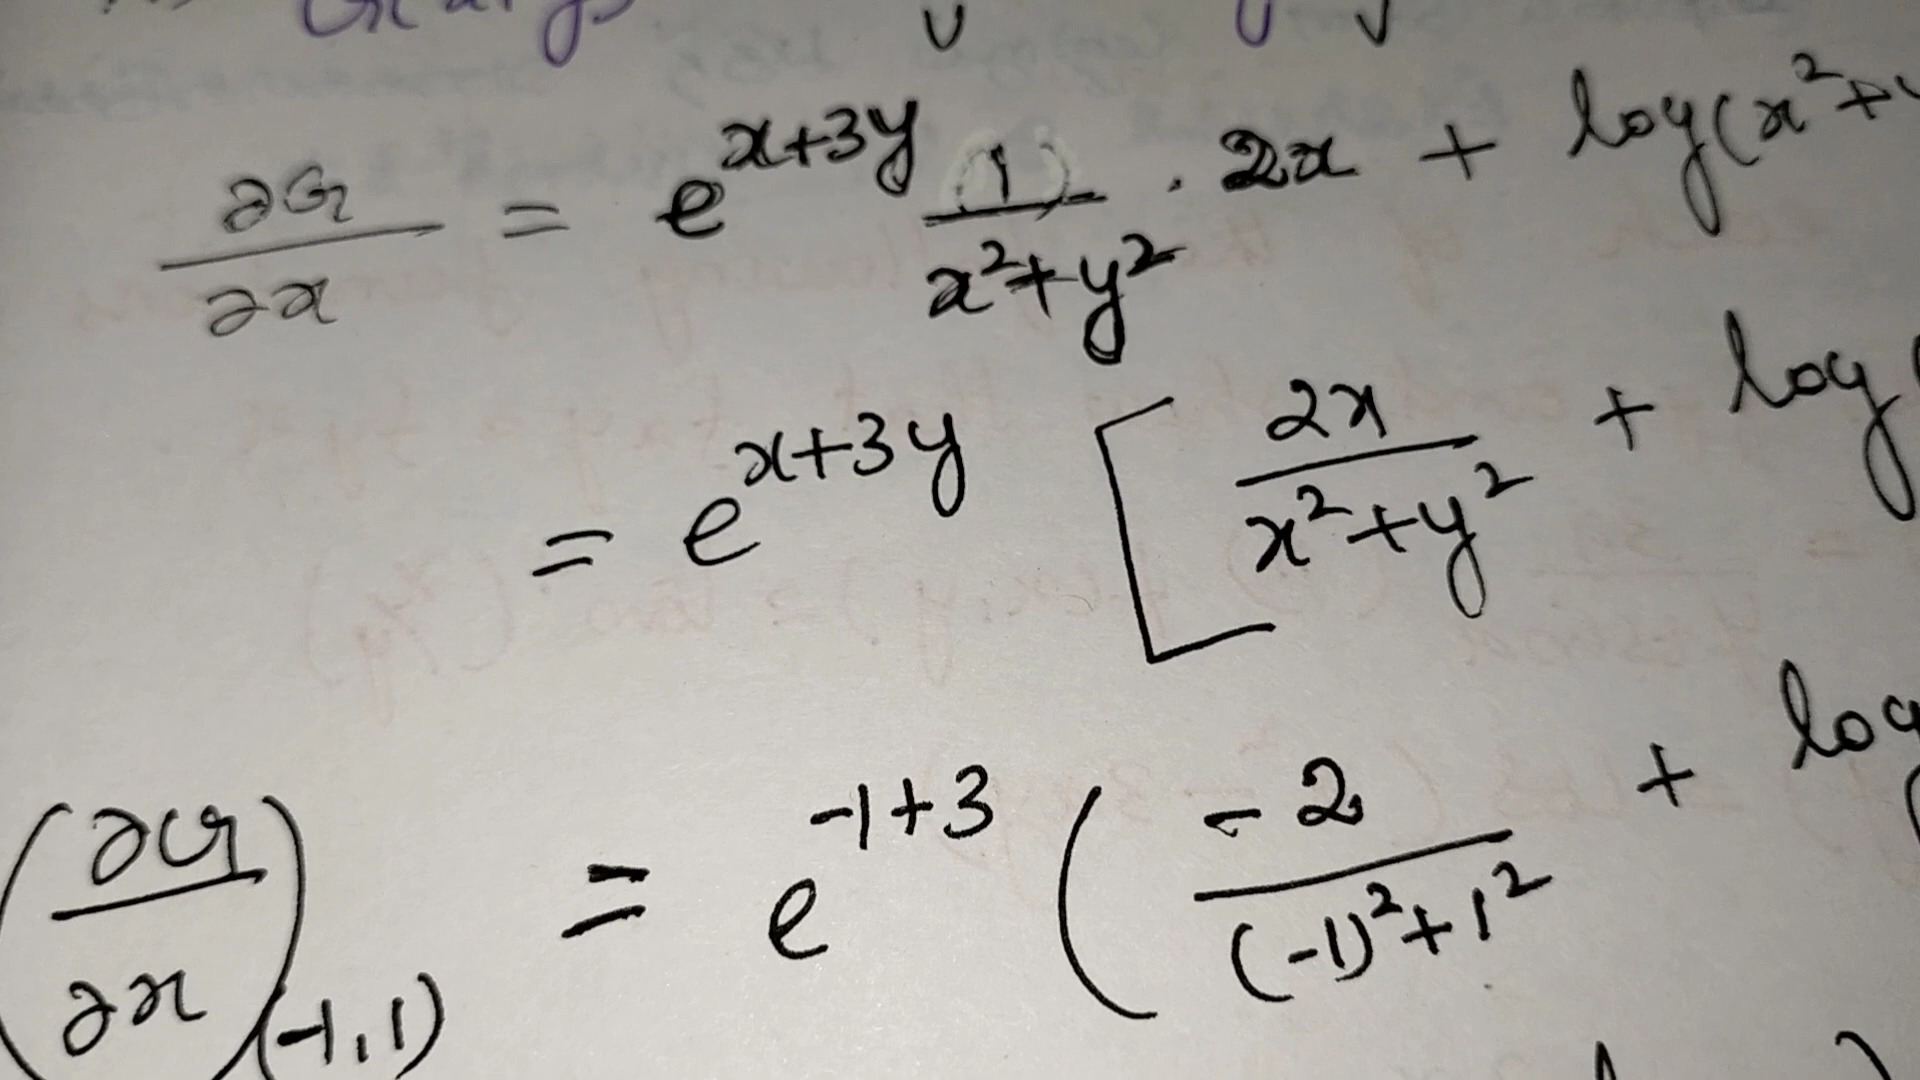 ∂G/∂x = e^(x+3y) 1/(x²+y²) . 2x + log(x²+
= e^(x+3y) [ 2x/(x²+y²) + log(
(∂G/∂x)(-1,1) = e^(-1+3) ( -2/((-1)²+1²) + log